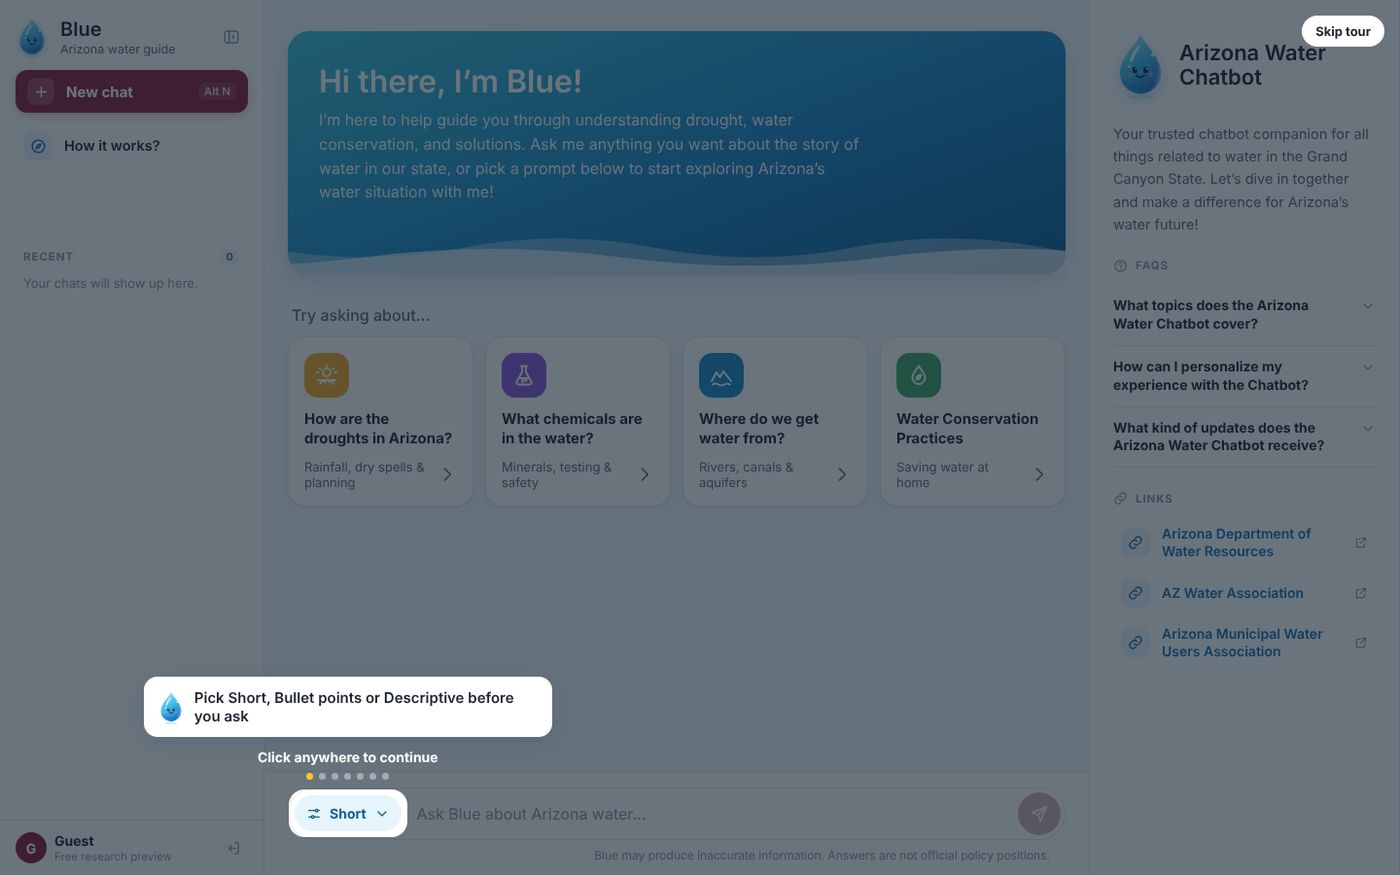 Blue
Arizona water guide
New chat
Alt N
How it works?
RECENT
0
Your chats will show up here.
Guest
Free research preview
G
Hi there, I’m Blue!
I’m here to help guide you through understanding drought, water
conservation, and solutions. Ask me anything you want about the story of
water in our state, or pick a prompt below to start exploring Arizona’s
water situation with me!
Try asking about...
How are the
droughts in Arizona?
Rainfall, dry spells &
planning
What chemicals are
in the water?
Minerals, testing &
safety
Where do we get
water from?
Rivers, canals &
aquifers
Water Conservation
Practices
Saving water at
home
Pick Short, Bullet points or Descriptive before
you ask
Click anywhere to continue
Short
Ask Blue about Arizona water...
Blue may produce inaccurate information. Answers are not official policy positions.
Skip tour
Arizona Water
Chatbot
Your trusted chatbot companion for all
things related to water in the Grand
Canyon State. Let’s dive in together
and make a difference for Arizona’s
water future!
FAQS
What topics does the Arizona
Water Chatbot cover?
How can I personalize my
experience with the Chatbot?
What kind of updates does the
Arizona Water Chatbot receive?
LINKS
Arizona Department of
Water Resources
AZ Water Association
Arizona Municipal Water
Users Association